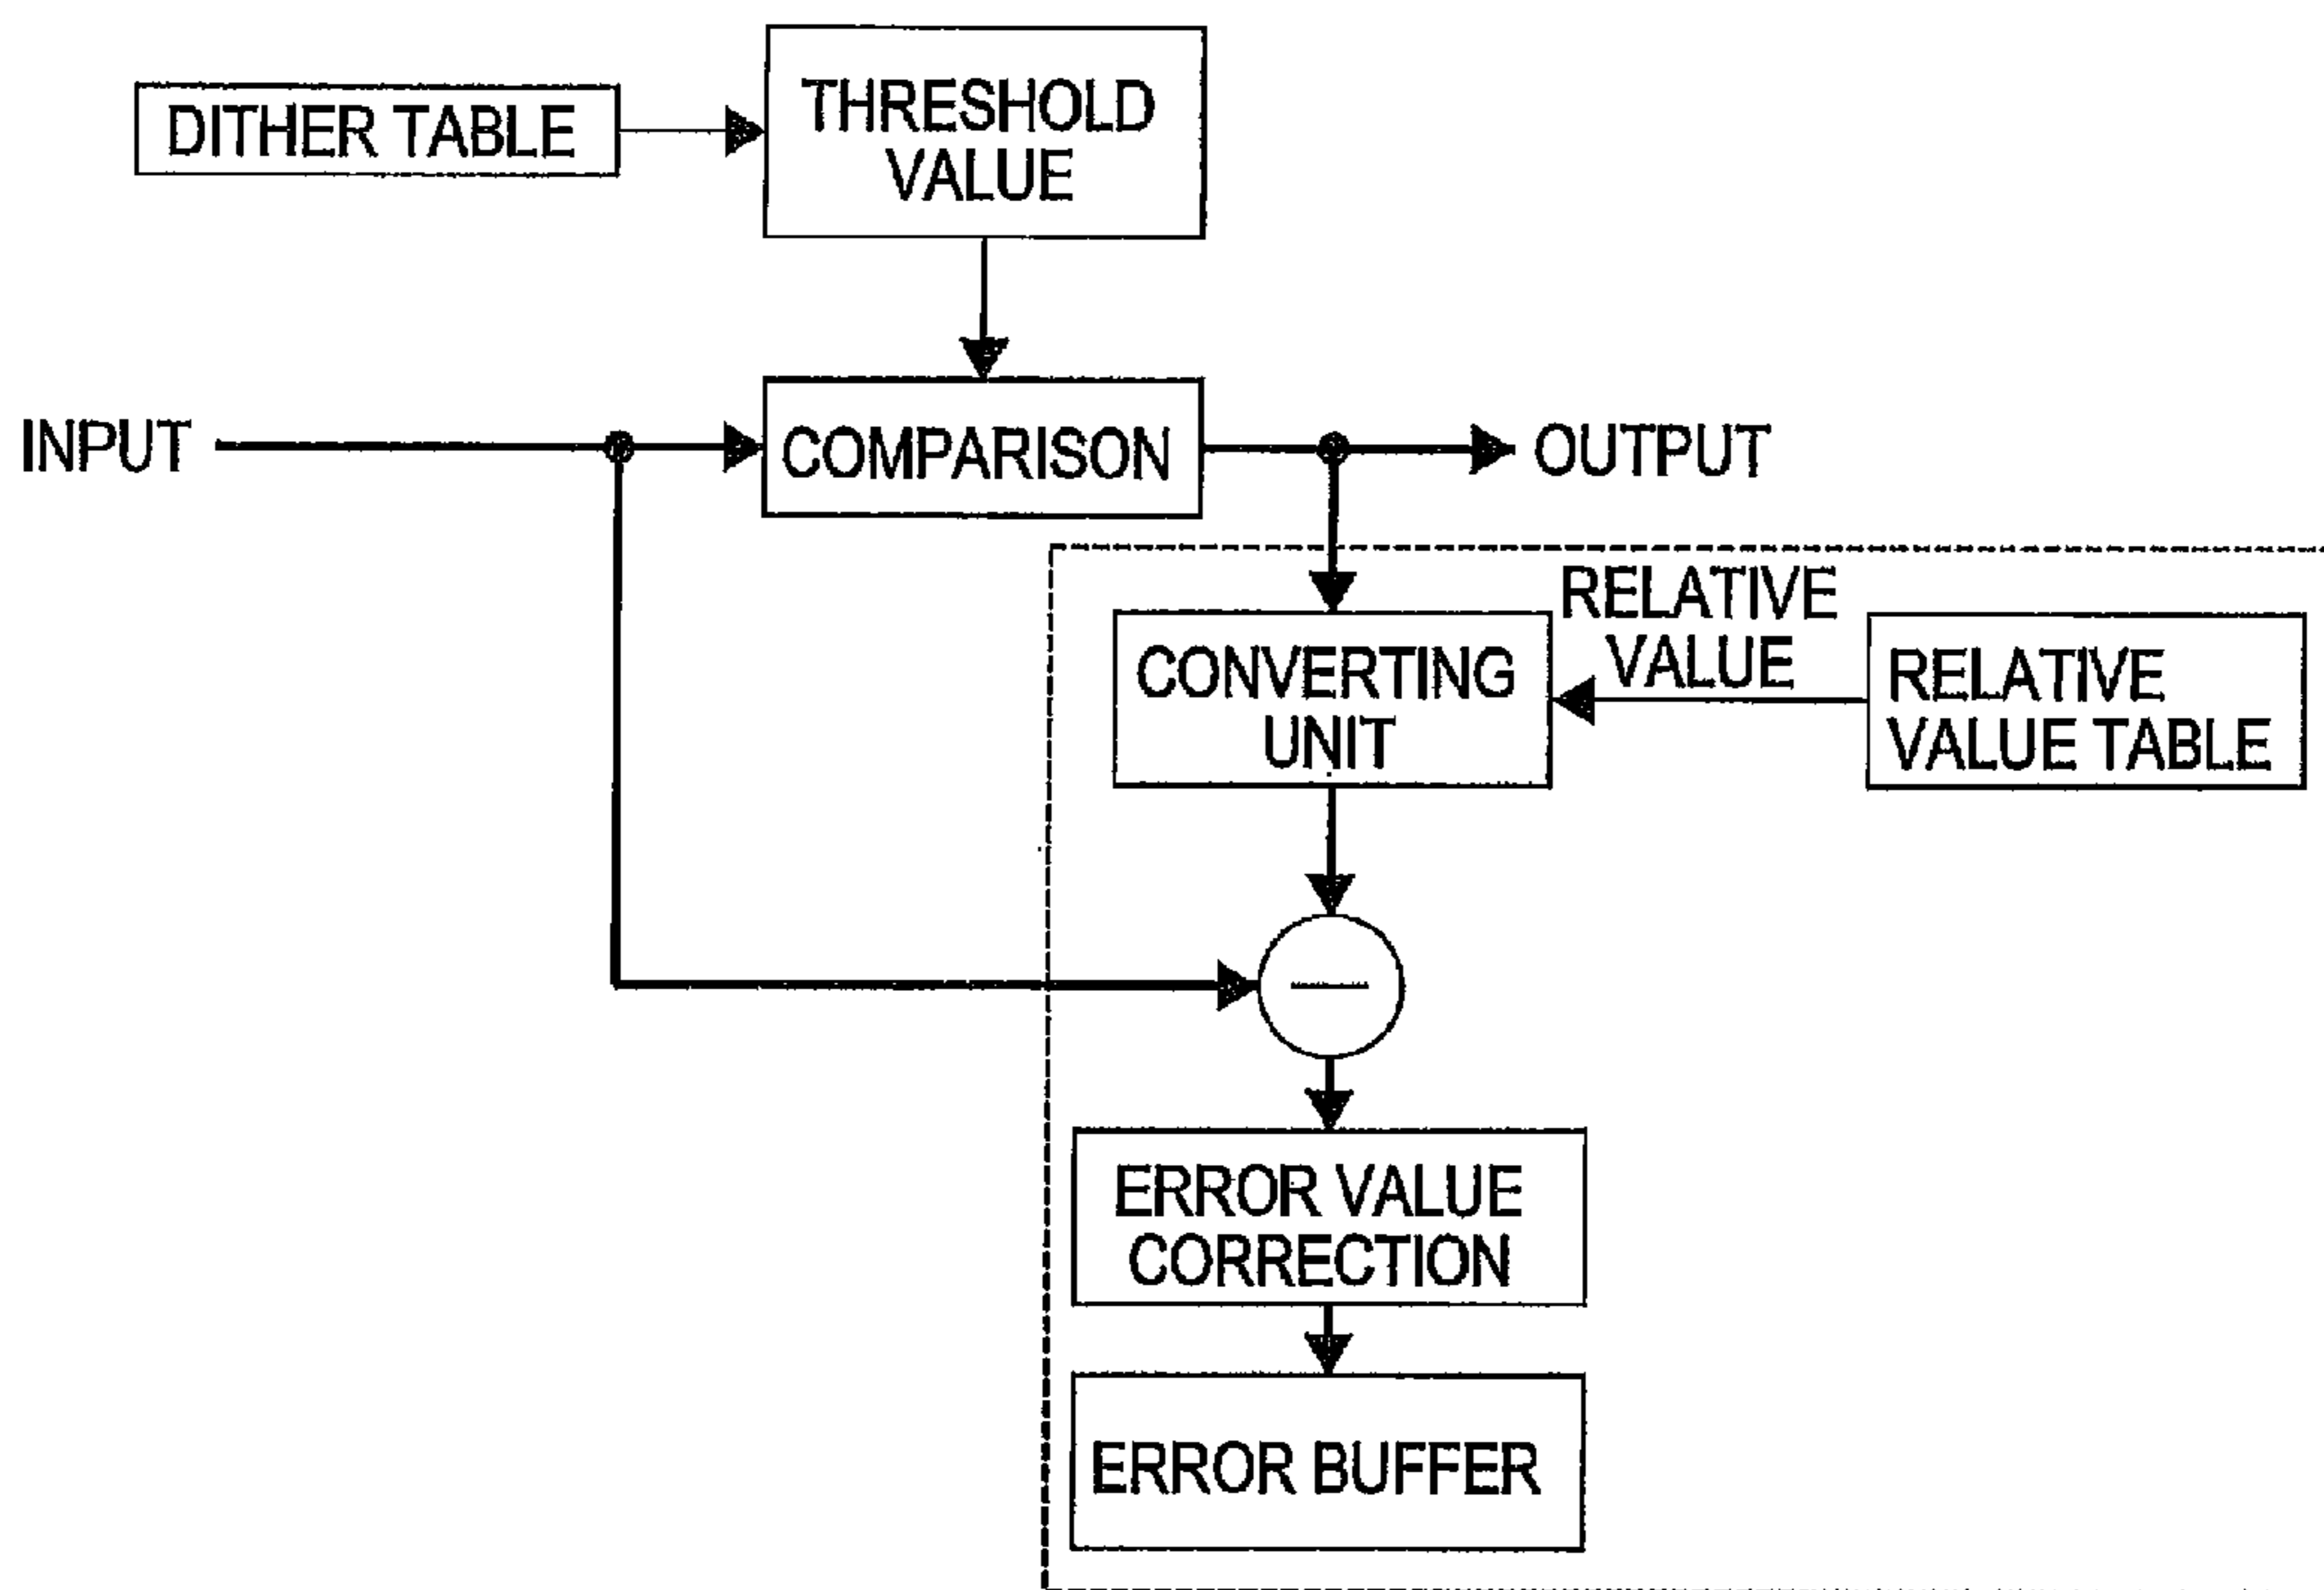 DITHER TABLE
THRESHOLD
VALUE
INPUT
COMPARISON
OUTPUT
CONVERTING
UNIT
RELATIVE
VALUE
RELATIVE
VALUE TABLE
ERROR VALUE
CORRECTION
ERROR BUFFER